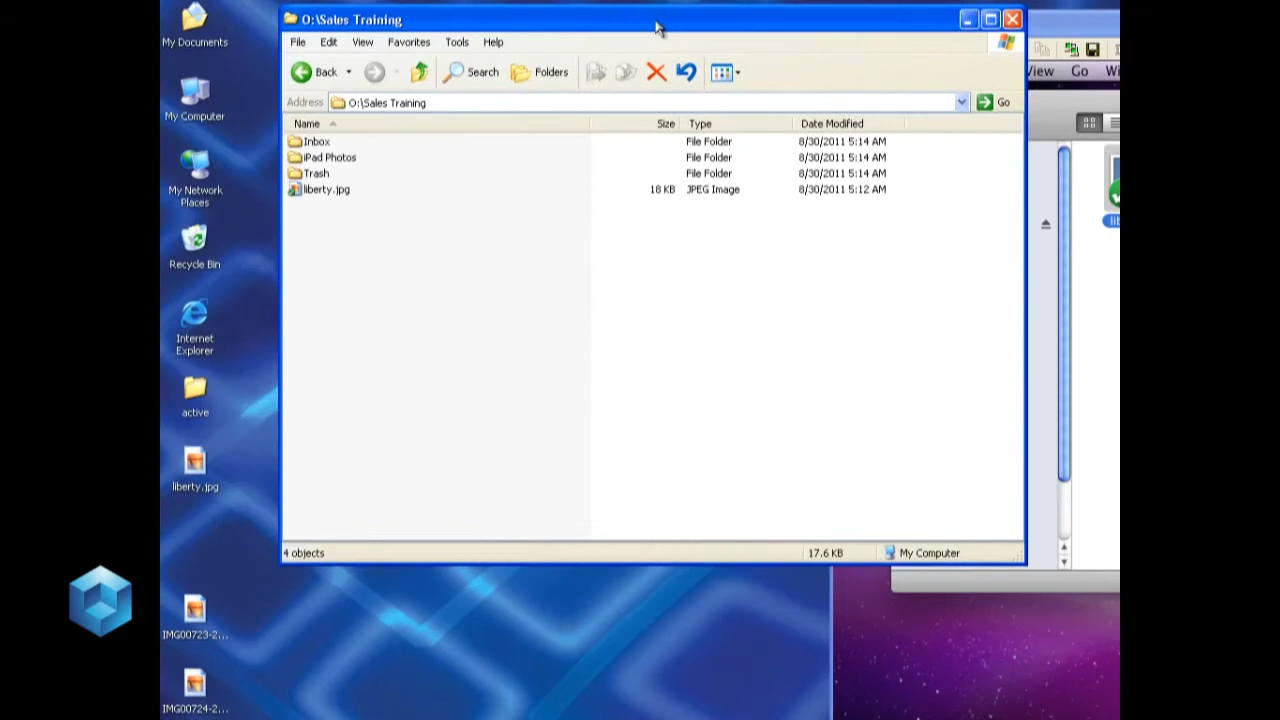 My Documents
My Computer
My Network
Places
Recycle Bin
Internet
Explorer
active
liberty.jpg
IMG00723-2...
IMG00724-2...
O:\Sales Training
File Edit View Favorites Tools Help
Back Search Folders
Address O:\Sales Training Go
Name Size Type Date Modified
Inbox File Folder 8/30/2011 5:14 AM
iPad Photos File Folder 8/30/2011 5:14 AM
Trash File Folder 8/30/2011 5:14 AM
liberty.jpg 18 KB JPEG Image 8/30/2011 5:12 AM
4 objects 17.6 KB My Computer
View Go